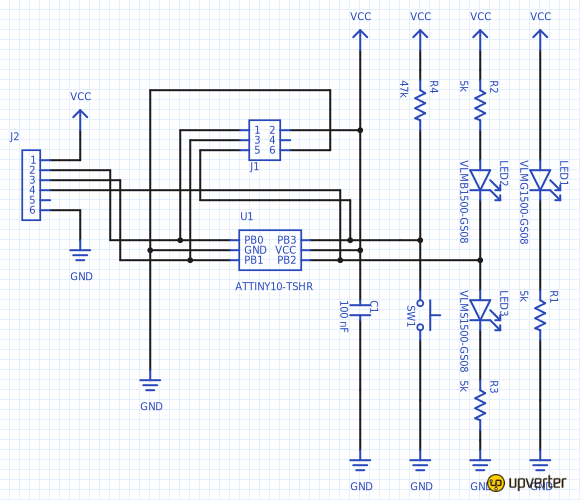 VCC VCC VCC VCC
VCC
J2
1
2
3
4
5
6
GND
1 2
3 4
5 6
J1
U1
PB0 PB3
GND VCC
PB1 PB2
ATTINY10-TSHR
GND
C1
100 nF
GND
R4
47k
SW1
GND
R2
5k
LED2
VLMB1500-GS08
LED3
VLMS1500-GS08
R3
5k
GND
LED1
VLMG1500-GS08
R1
5k
GND
upverter